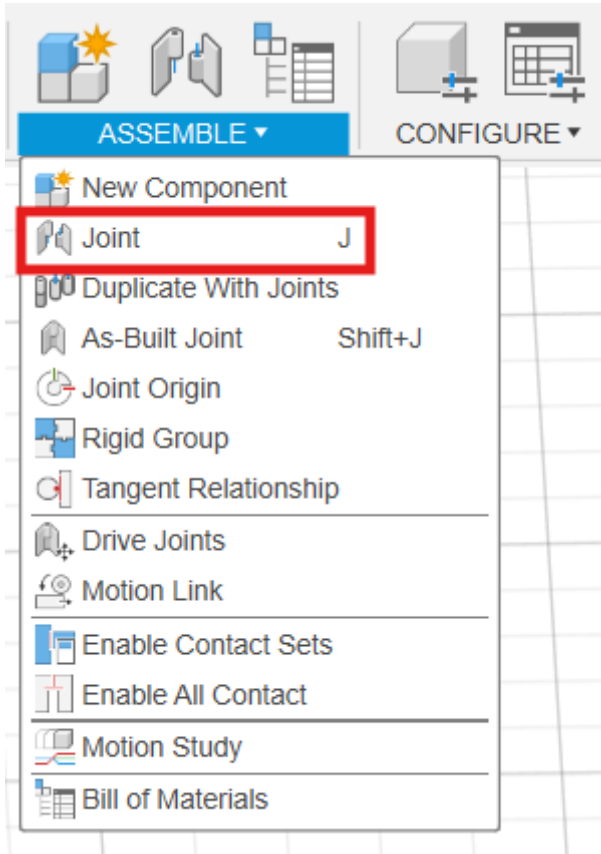 ASSEMBLE ▾ CONFIGURE ▾
New Component
Joint J
Duplicate With Joints
As-Built Joint Shift+J
Joint Origin
Rigid Group
Tangent Relationship
Drive Joints
Motion Link
Enable Contact Sets
Enable All Contact
Motion Study
Bill of Materials